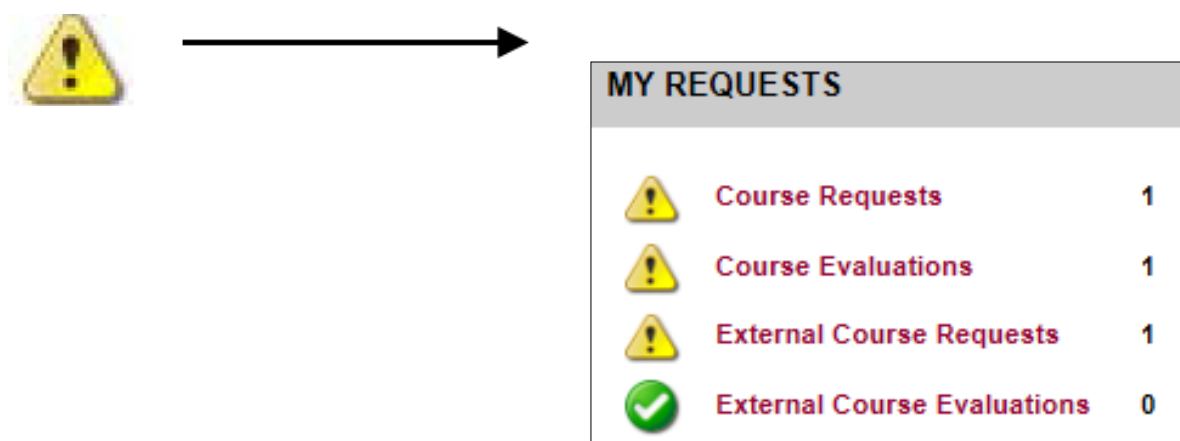 MY REQUESTS
Course Requests 1
Course Evaluations 1
External Course Requests 1
External Course Evaluations 0